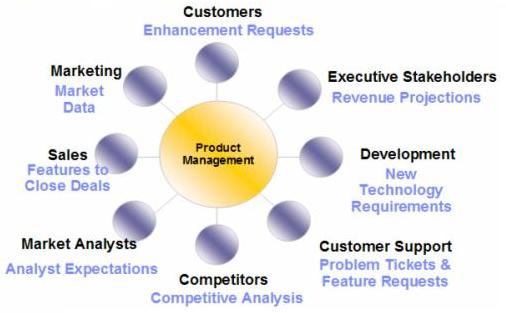 Customers
Enhancement Requests
Marketing
Market
Data
Executive Stakeholders
Revenue Projections
Product
Management
Sales
Features to
Close Deals
Development
New
Technology
Requirements
Market Analysts
Analyst Expectations
Customer Support
Problem Tickets &
Feature Requests
Competitors
Competitive Analysis